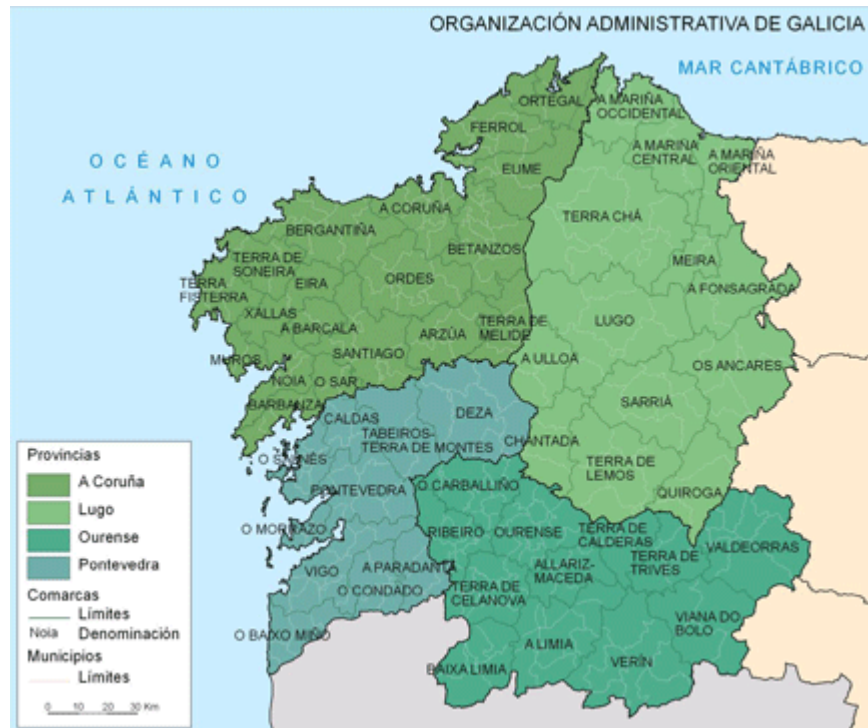 ORGANIZACIÓN ADMINISTRATIVA DE GALICIA
MAR CANTÁBRICO
OCÉANO
ATLÁNTICO
ORTEGAL
A MARIÑA
OCCIDENTAL
FERROL
A MARIÑA
CENTRAL
A MARIÑA
ORIENTAL
EUME
A CORUÑA
TERRA CHÁ
BERGANTIÑA
BETANZOS
TERRA DE
SONEIRA
MEIRA
TERRA
FISTERRA
EIRA
ORDES
A FONSAGRADA
XALLAS
LUGO
A BARCALA
ARZÚA
TERRA DE
MELIDE
MUROS
SANTIAGO
A ULLOA
OS ANCARES
NOIA
O SAR
BARBANZA
SARRIÀ
CALDAS
DEZA
TABEIROS-
TERRA DE MONTES
CHANTADA
O SALNÉS
TERRA DE
LEMOS
PONTEVEDRA
O CARBALLIÑO
QUIROGA
O MORRAZO
RIBEIRO
OURENSE
TERRA DE
CALDERAS
TERRA DE
TRIVES
VALDEORRAS
VIGO
A PARADANTA
ALLARIZ-
MACEDA
O CONDADO
TERRA DE
CELANOVA
VIANA DO
BOLO
O BAIXO MIÑO
A LIMIA
BAIXA LIMIA
VERÍN
Provincias
A Coruña
Lugo
Ourense
Pontevedra
Comarcas
Límites
Noia Denominación
Municipios
Límites
0 10 20 30 Km